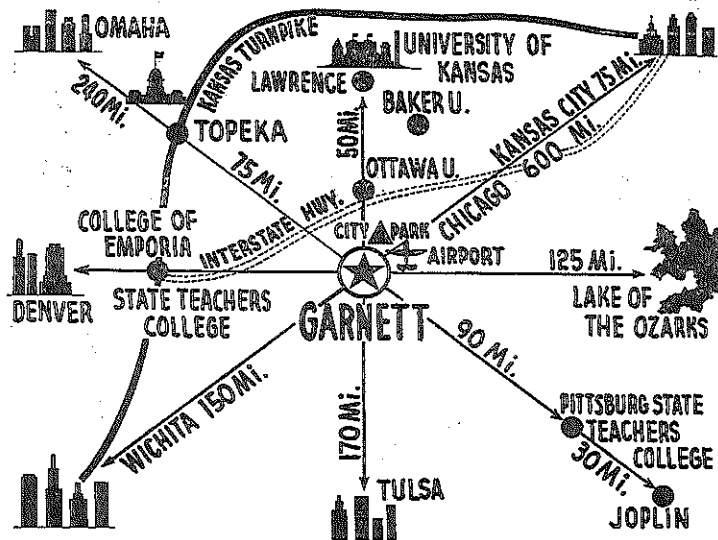 OMAHA
KANSAS TURNPIKE
UNIVERSITY OF
KANSAS
LAWRENCE
BAKER U.
240 Mi.
TOPEKA
50 Mi.
KANSAS CITY 75 Mi.
75 Mi.
OTTAWA U.
CHICAGO 600 Mi.
COLLEGE OF
EMPORIA
INTERSTATE HWY.
CITY PARK
AIRPORT
125 Mi.
DENVER
STATE TEACHERS
COLLEGE
GARNETT
LAKE OF
THE OZARKS
90 Mi.
WICHITA 150 Mi.
170 Mi.
PITTSBURG STATE
TEACHERS
COLLEGE
30 Mi.
TULSA
JOPLIN